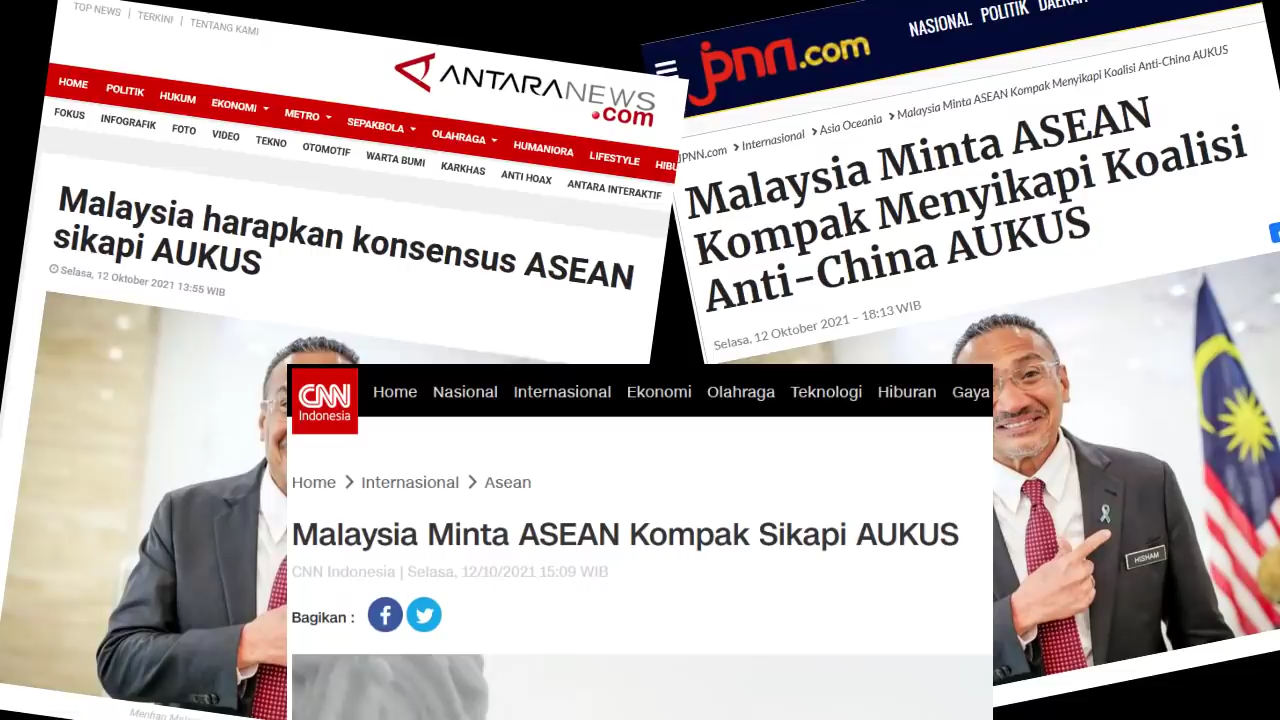 TOP NEWS | TERKINI | TENTANG KAMI
ANTARANEWS
.com
HOME POLITIK HUKUM EKONOMI METRO SEPAKBOLA OLAHRAGA HUMANIORA LIFESTYLE
FOKUS INFOGRAFIK FOTO VIDEO TEKNO OTOMOTIF WARTA BUMI KARKHAS ANTI HOAX ANTARA INTERAKTIF
Malaysia harapkan konsensus ASEAN
sikapi AUKUS
Selasa, 12 Oktober 2021 13:55 WIB
jpnn.com
NASIONAL POLITIK
JPNN.com > Internasional > Asia Oceania > Malaysia Minta ASEAN Kompak Menyikapi Koalisi Anti-China AUKUS
Malaysia Minta ASEAN
Kompak Menyikapi Koalisi
Anti-China AUKUS
Selasa, 12 Oktober 2021 – 18:13 WIB
HISHAM
CNN
Indonesia
Home Nasional Internasional Ekonomi Olahraga Teknologi Hiburan Gaya
Home > Internasional > Asean
Malaysia Minta ASEAN Kompak Sikapi AUKUS
CNN Indonesia | Selasa, 12/10/2021 15:09 WIB
Bagikan :